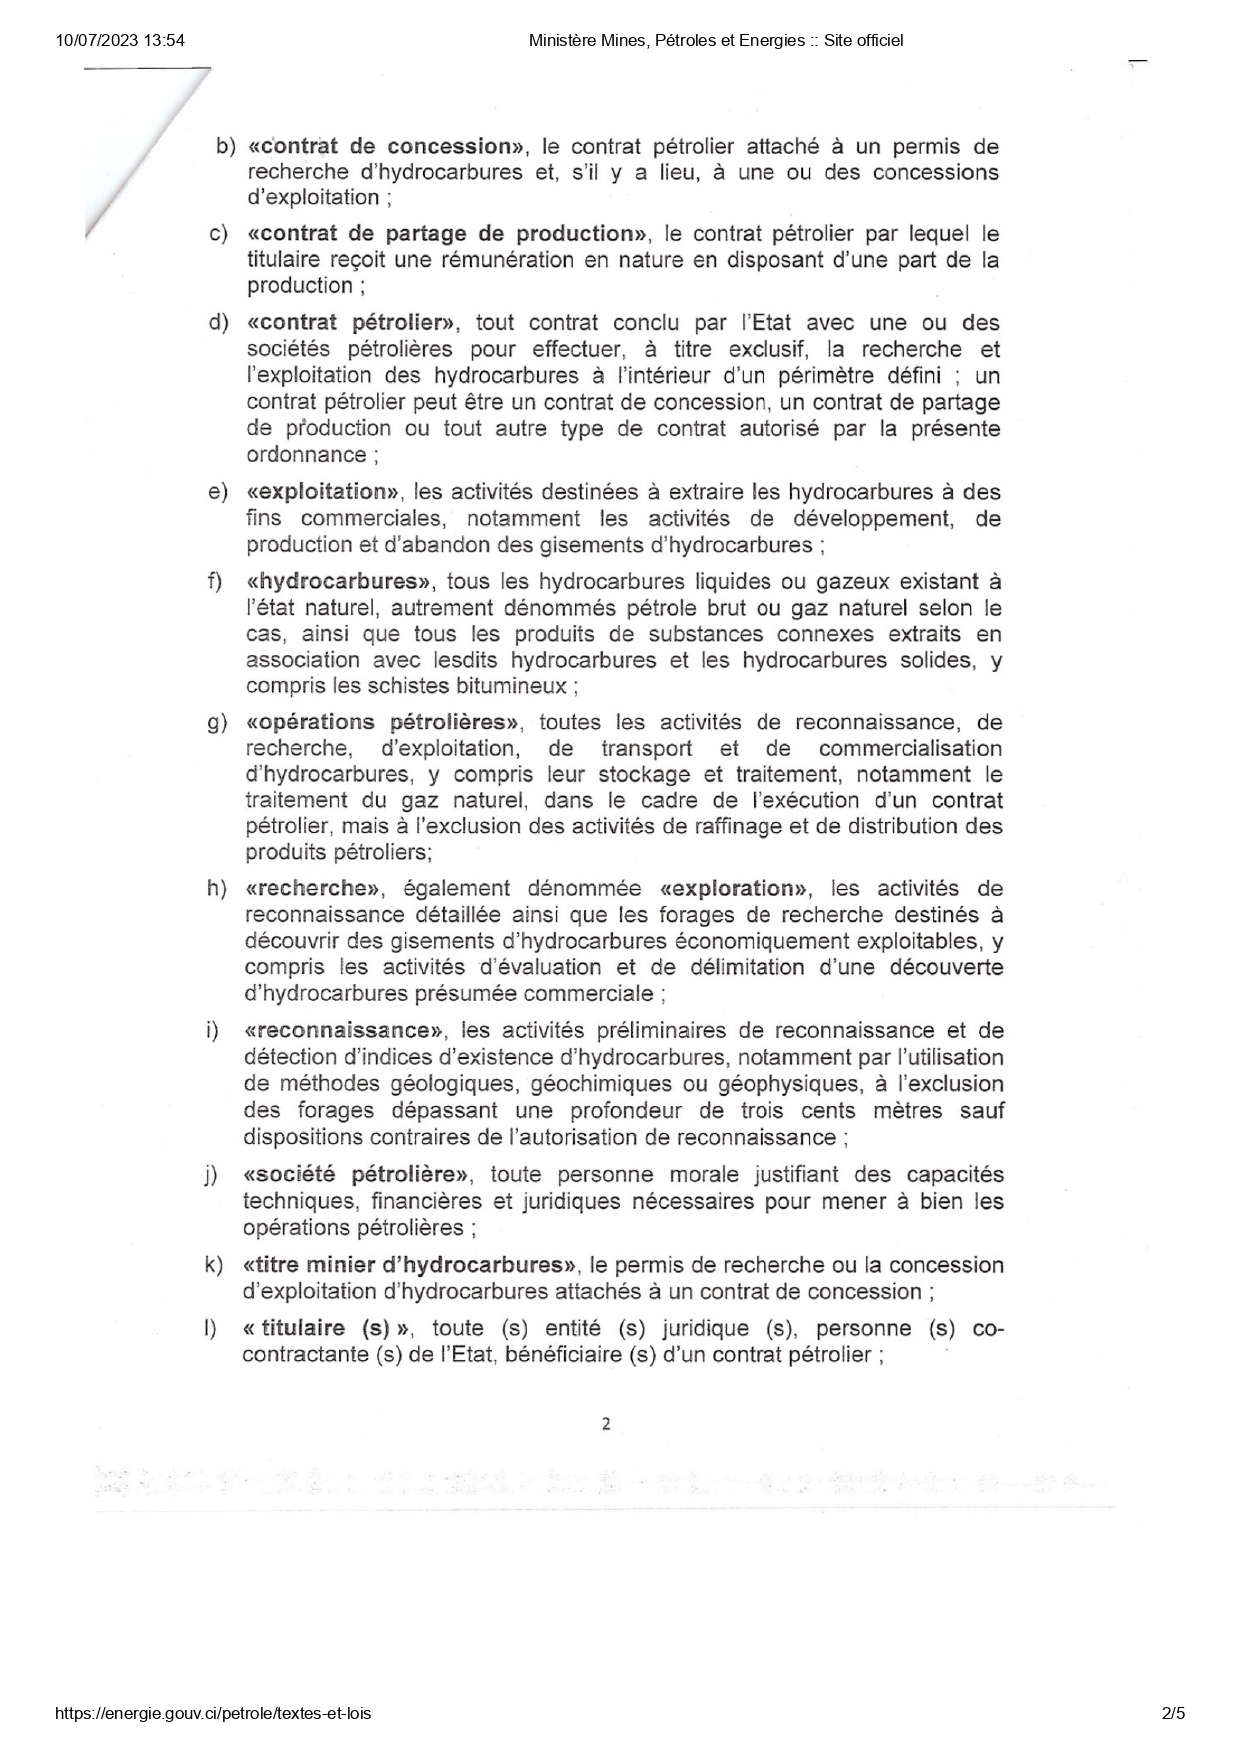 10/07/2023 13:54 Ministère Mines, Pétroles et Energies :: Site officiel
b) «contrat de concession», le contrat pétrolier attaché à un permis de
recherche d'hydrocarbures et, s'il y a lieu, à une ou des concessions
d'exploitation ;
c) «contrat de partage de production», le contrat pétrolier par lequel le
titulaire reçoit une rémunération en nature en disposant d'une part de la
production ;
d) «contrat pétrolier», tout contrat conclu par l'Etat avec une ou des
sociétés pétrolières pour effectuer, à titre exclusif, la recherche et
l'exploitation des hydrocarbures à l'intérieur d'un périmètre défini ; un
contrat pétrolier peut être un contrat de concession, un contrat de partage
de production ou tout autre type de contrat autorisé par la présente
ordonnance ;
e) «exploitation», les activités destinées à extraire les hydrocarbures à des
fins commerciales, notamment les activités de développement, de
production et d'abandon des gisements d'hydrocarbures ;
f) «hydrocarbures», tous les hydrocarbures liquides ou gazeux existant à
l'état naturel, autrement dénommés pétrole brut ou gaz naturel selon le
cas, ainsi que tous les produits de substances connexes extraits en
association avec lesdits hydrocarbures et les hydrocarbures solides, y
compris les schistes bitumineux ;
g) «opérations pétrolières», toutes les activités de reconnaissance, de
recherche, d'exploitation, de transport et de commercialisation
d'hydrocarbures, y compris leur stockage et traitement, notamment le
traitement du gaz naturel, dans le cadre de l'exécution d'un contrat
pétrolier, mais à l'exclusion des activités de raffinage et de distribution des
produits pétroliers;
h) «recherche», également dénommée «exploration», les activités de
reconnaissance détaillée ainsi que les forages de recherche destinés à
découvrir des gisements d'hydrocarbures économiquement exploitables, y
compris les activités d'évaluation et de délimitation d'une découverte
d'hydrocarbures présumée commerciale ;
i) «reconnaissance», les activités préliminaires de reconnaissance et de
détection d'indices d'existence d'hydrocarbures, notamment par l'utilisation
de méthodes géologiques, géochimiques ou géophysiques, à l'exclusion
des forages dépassant une profondeur de trois cents mètres sauf
dispositions contraires de l'autorisation de reconnaissance ;
j) «société pétrolière», toute personne morale justifiant des capacités
techniques, financières et juridiques nécessaires pour mener à bien les
opérations pétrolières ;
k) «titre minier d'hydrocarbures», le permis de recherche ou la concession
d'exploitation d'hydrocarbures attachés à un contrat de concession ;
l) « titulaire (s) », toute (s) entité (s) juridique (s), personne (s) co-
contractante (s) de l'Etat, bénéficiaire (s) d'un contrat pétrolier ;
2
https://energie.gouv.ci/petrole/textes-et-lois 2/5